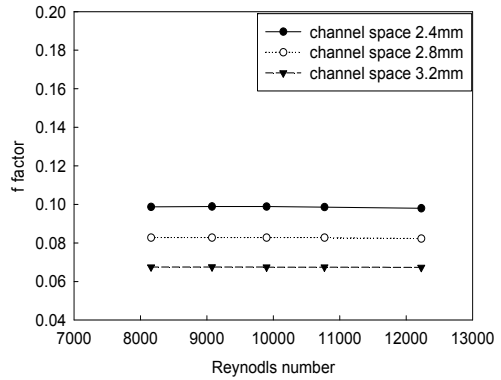 0.20
0.18
0.16
0.14
0.12
0.10
0.08
0.06
0.04
f factor
channel space 2.4mm
channel space 2.8mm
channel space 3.2mm
7000 8000 9000 10000 11000 12000 13000
Reynodls number